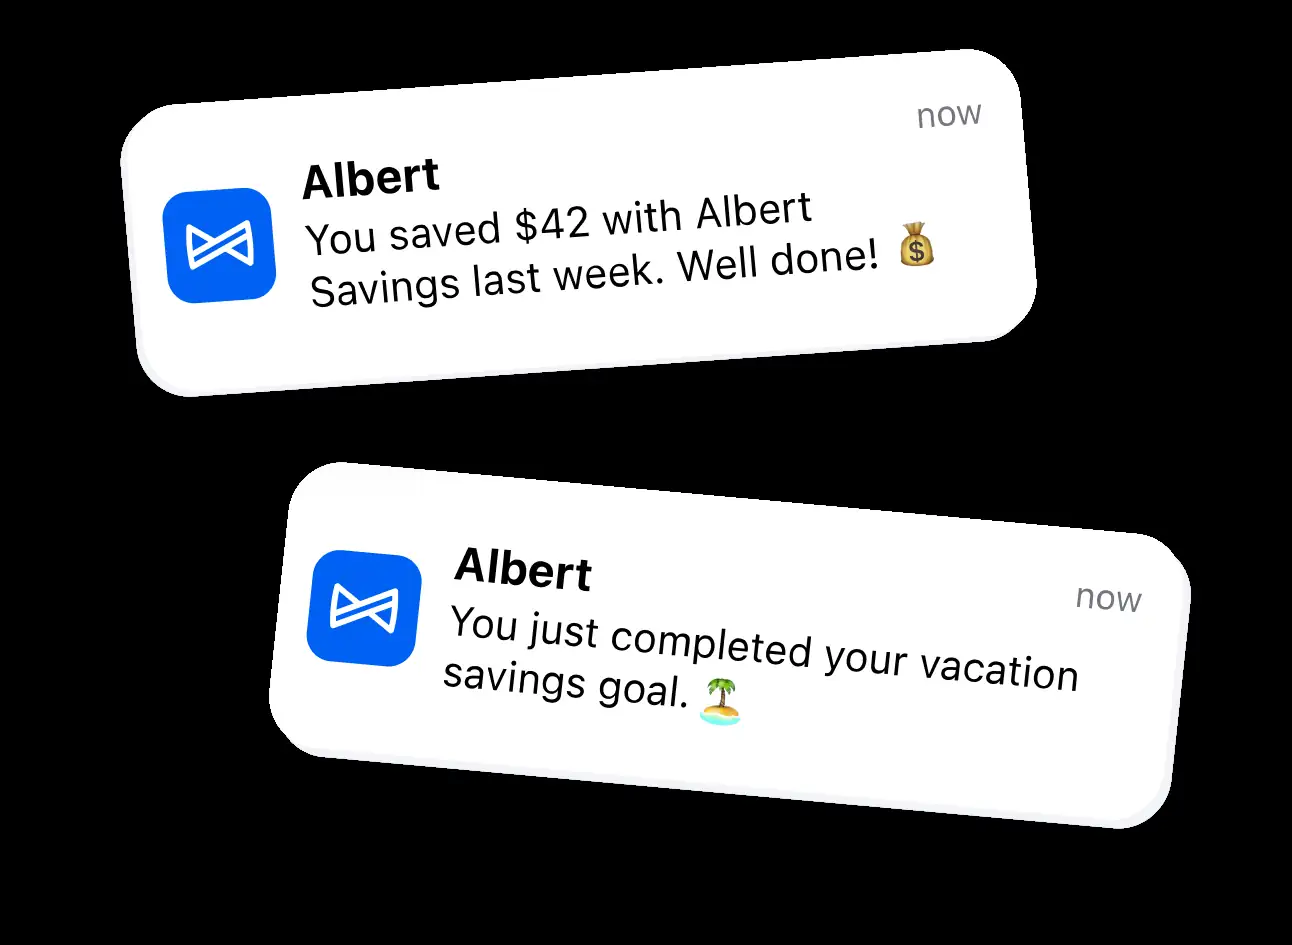 now
Albert
You saved $42 with Albert
Savings last week. Well done! 💰
Albert
now
You just completed your vacation
savings goal. 🏝️